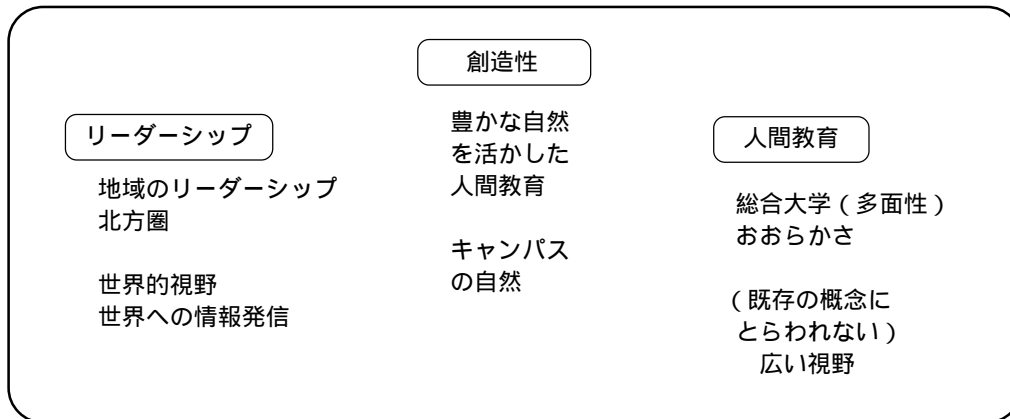 創造性
豊かな自然
を活かした
人間教育
キャンパス
の自然
リーダーシップ
地域のリーダーシップ
北方圏
世界的視野
世界への情報発信
人間教育
総合大学(多面性)
おおらかさ
(既存の概念に
とらわれない)
広い視野